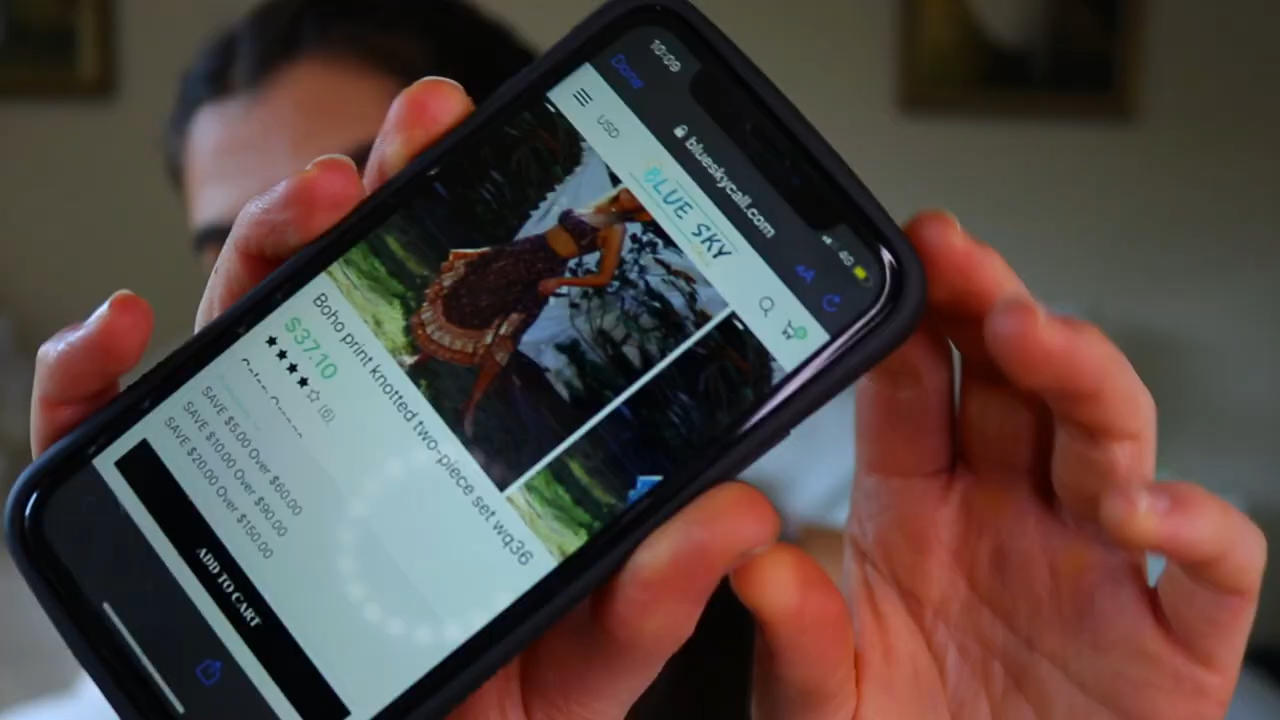 10:09
4G
Done
blueskycall.com
AA
USD
BLUE SKY
Boho print knotted two-piece set wq36
$37.10
(6)
SAVE $5.00 Over $60.00
SAVE $10.00 Over $90.00
SAVE $20.00 Over $150.00
ADD TO CART